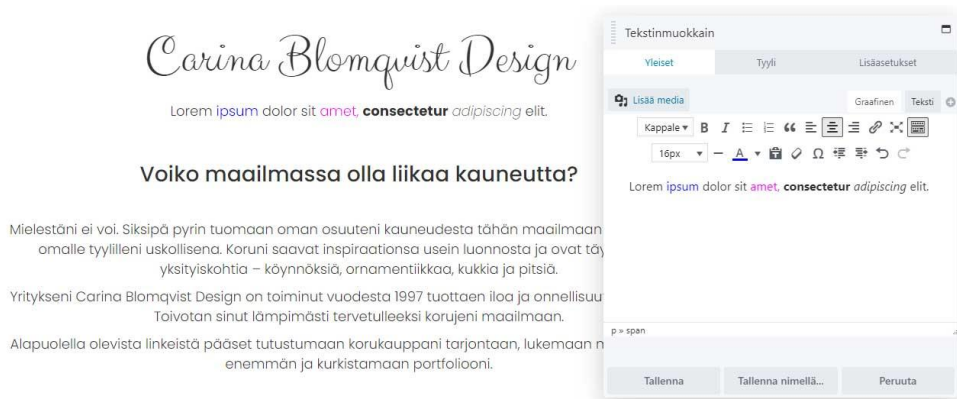 Carina Blomqvist Design
Lorem ipsum dolor sit amet, consectetur adipiscing elit.
Voiko maailmassa olla liikaa kauneutta?
Mielestäni ei voi. Siksipä pyrin tuomaan oman osuuteni kauneudesta tähän maailmaan
omalle tyylilleni uskollisena. Koruni saavat inspiraationsa usein luonnosta ja ovat
yksityiskohtia – köynnöksiä, ornamentiikkaa, kukkia ja pitsiä.
Yritykseni Carina Blomqvist Design on toiminut vuodesta 1997 tuottaen iloa ja
Toivotan sinut lämpimästi tervetulleeksi korujeni maailmaan.
Alapuolella olevista linkeistä pääset tutustumaan korukauppani tarjontaan, lukemaan
enemmän ja kurkistamaan portfoliooni.
Tekstinmuokkain
Yleiset Tyyli Lisäasetukset
Lisää media Graafinen Teksti
Kappale B I
16px A Ω
Lorem ipsum dolor sit amet, consectetur adipiscing elit.
p » span
Tallenna Tallenna nimellä... Peruuta